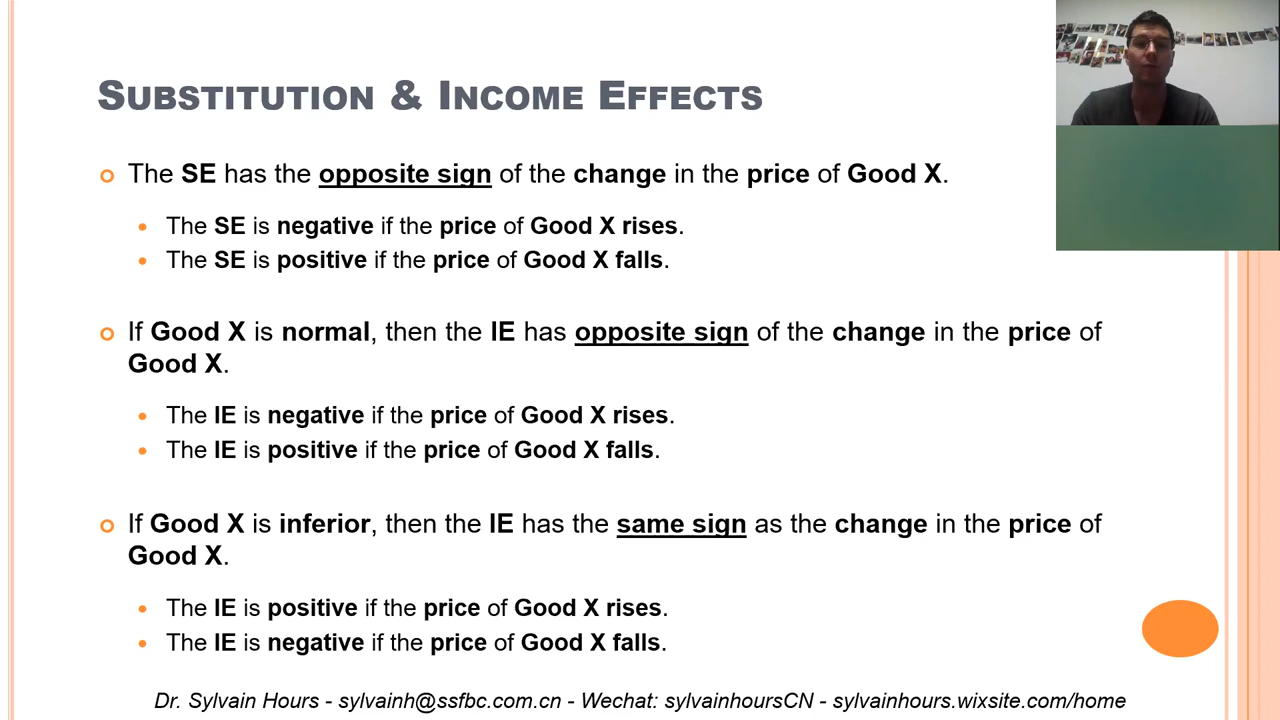 SUBSTITUTION & INCOME EFFECTS
The SE has the opposite sign of the change in the price of Good X.
The SE is negative if the price of Good X rises.
The SE is positive if the price of Good X falls.
If Good X is normal, then the IE has opposite sign of the change in the price of
Good X.
The IE is negative if the price of Good X rises.
The IE is positive if the price of Good X falls.
If Good X is inferior, then the IE has the same sign as the change in the price of
Good X.
The IE is positive if the price of Good X rises.
The IE is negative if the price of Good X falls.
Dr. Sylvain Hours - sylvainh@ssfbc.com.cn - Wechat: sylvainhoursCN - sylvainhours.wixsite.com/home